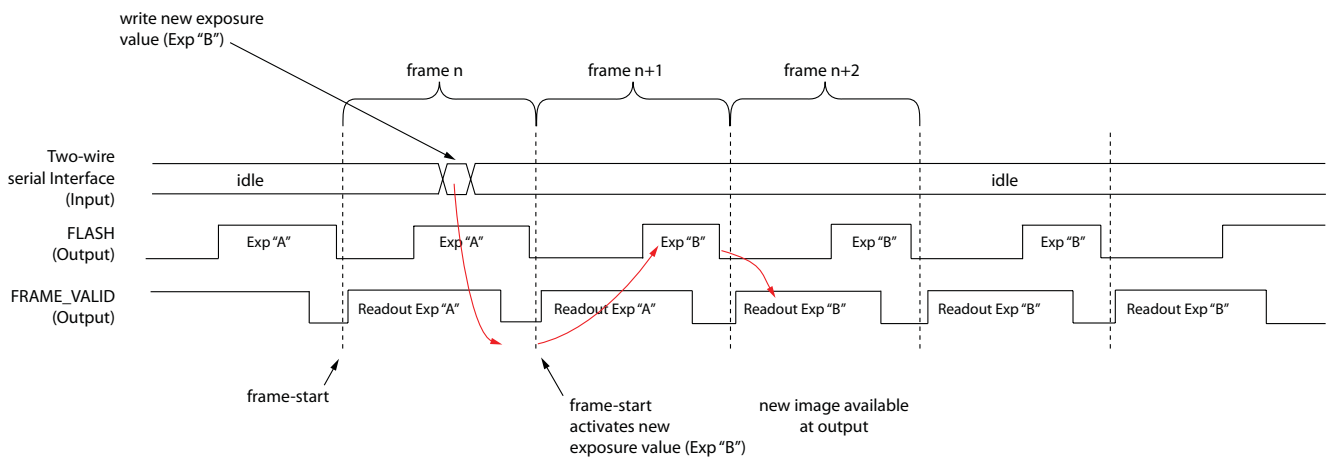 write new exposure
value (Exp “B”)
frame n
frame n+1
frame n+2
Two-wire
serial Interface
(Input)
idle
idle
FLASH
(Output)
Exp “A”
Exp “A”
Exp “B”
Exp “B”
Exp “B”
FRAME_VALID
(Output)
Readout Exp “A”
Readout Exp “A”
Readout Exp “B”
Readout Exp “B”
Readout Exp “B”
frame-start
frame-start
activates new
exposure value (Exp “B”)
new image available
at output